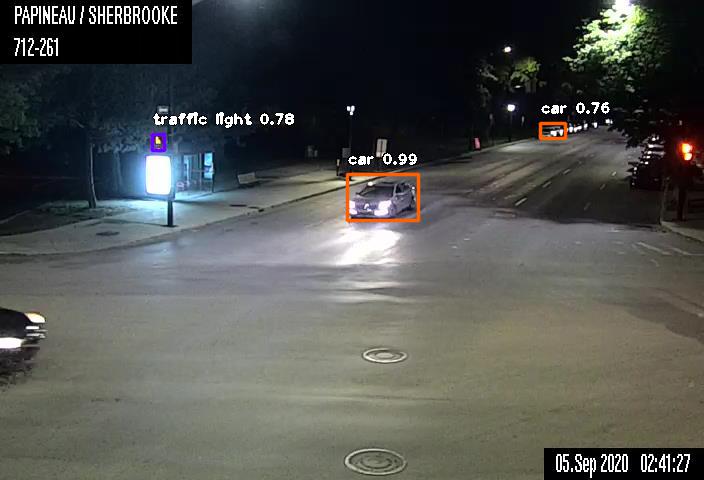 PAPINEAU / SHERBROOKE
712-261
traffic light 0.78
car 0.76
car 0.99
05.Sep 2020 02:41:27